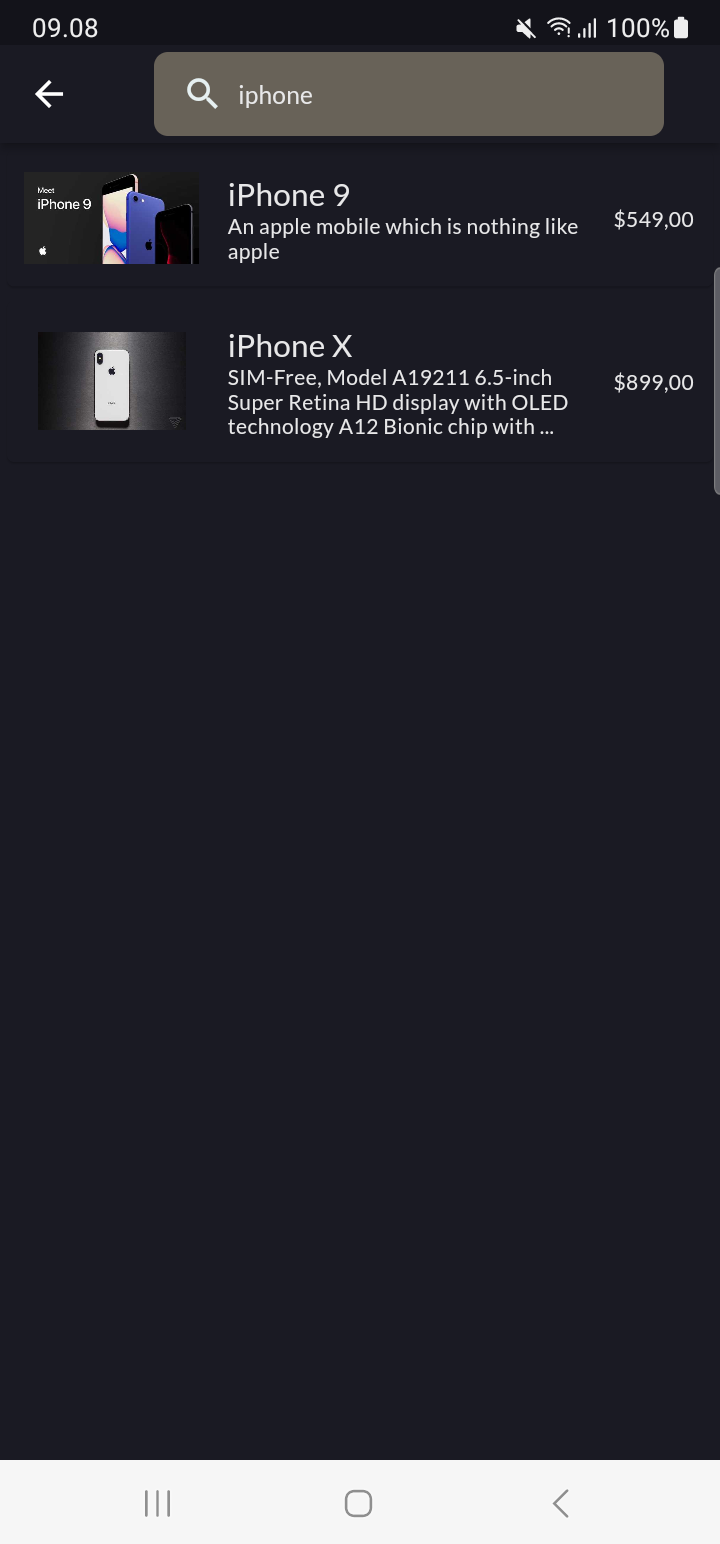 09.08
100%
iphone
Meet
iPhone 9
iPhone 9
An apple mobile which is nothing like
apple
$549,00
iPhone X
SIM-Free, Model A19211 6.5-inch
Super Retina HD display with OLED
technology A12 Bionic chip with ...
$899,00